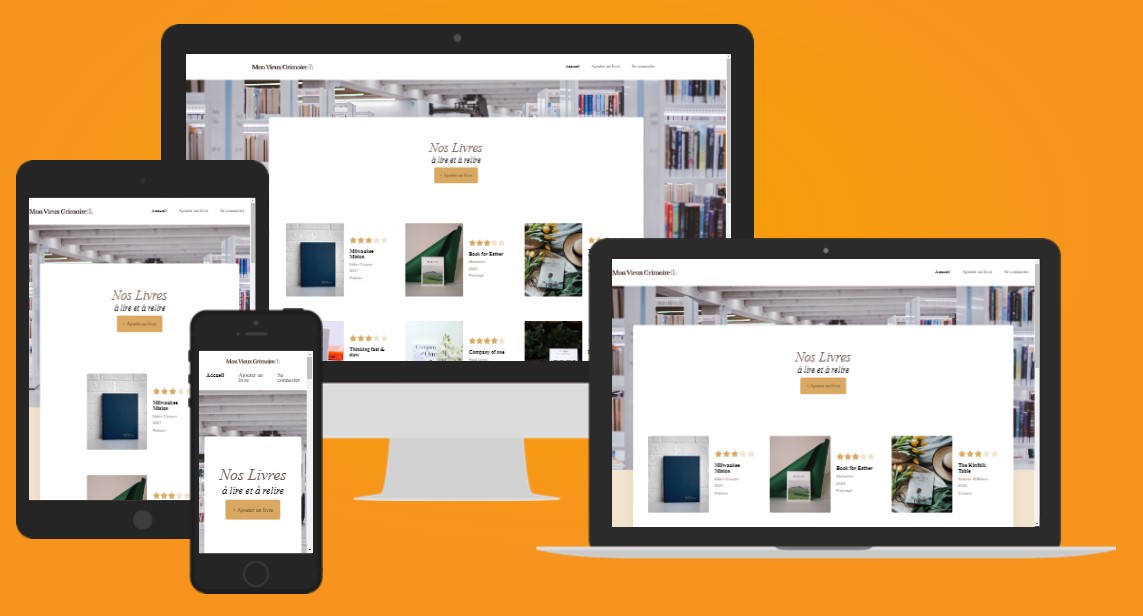 Mon Vieux Grimoire
Accueil Ajouter un livre Se connecter
Nos Livres
à lire et à relire
+ Ajouter un livre
Milwaukee
Mision
Elder Cooper
2021
Policier
Book for Esther
Alabaster
2022
Paysage
Thinking fast &
slow
Company of one
Mon Vieux Grimoire
Accueil Ajouter un livre Se connecter
Nos Livres
à lire et à relire
+ Ajouter un livre
Milwaukee
Mision
Elder Cooper
2021
Policier
Mon Vieux Grimoire
Accueil Ajouter un livre Se connecter
Nos Livres
à lire et à relire
+ Ajouter un livre
Mon Vieux Grimoire
Accueil Ajouter un livre Se connecter
Nos Livres
à lire et à relire
+ Ajouter un livre
Milwaukee
Mision
Elder Cooper
2021
Policier
Book for Esther
Alabaster
2022
Paysage
The Kinfolk
Table
Nathan Williams
2022
Cuisine